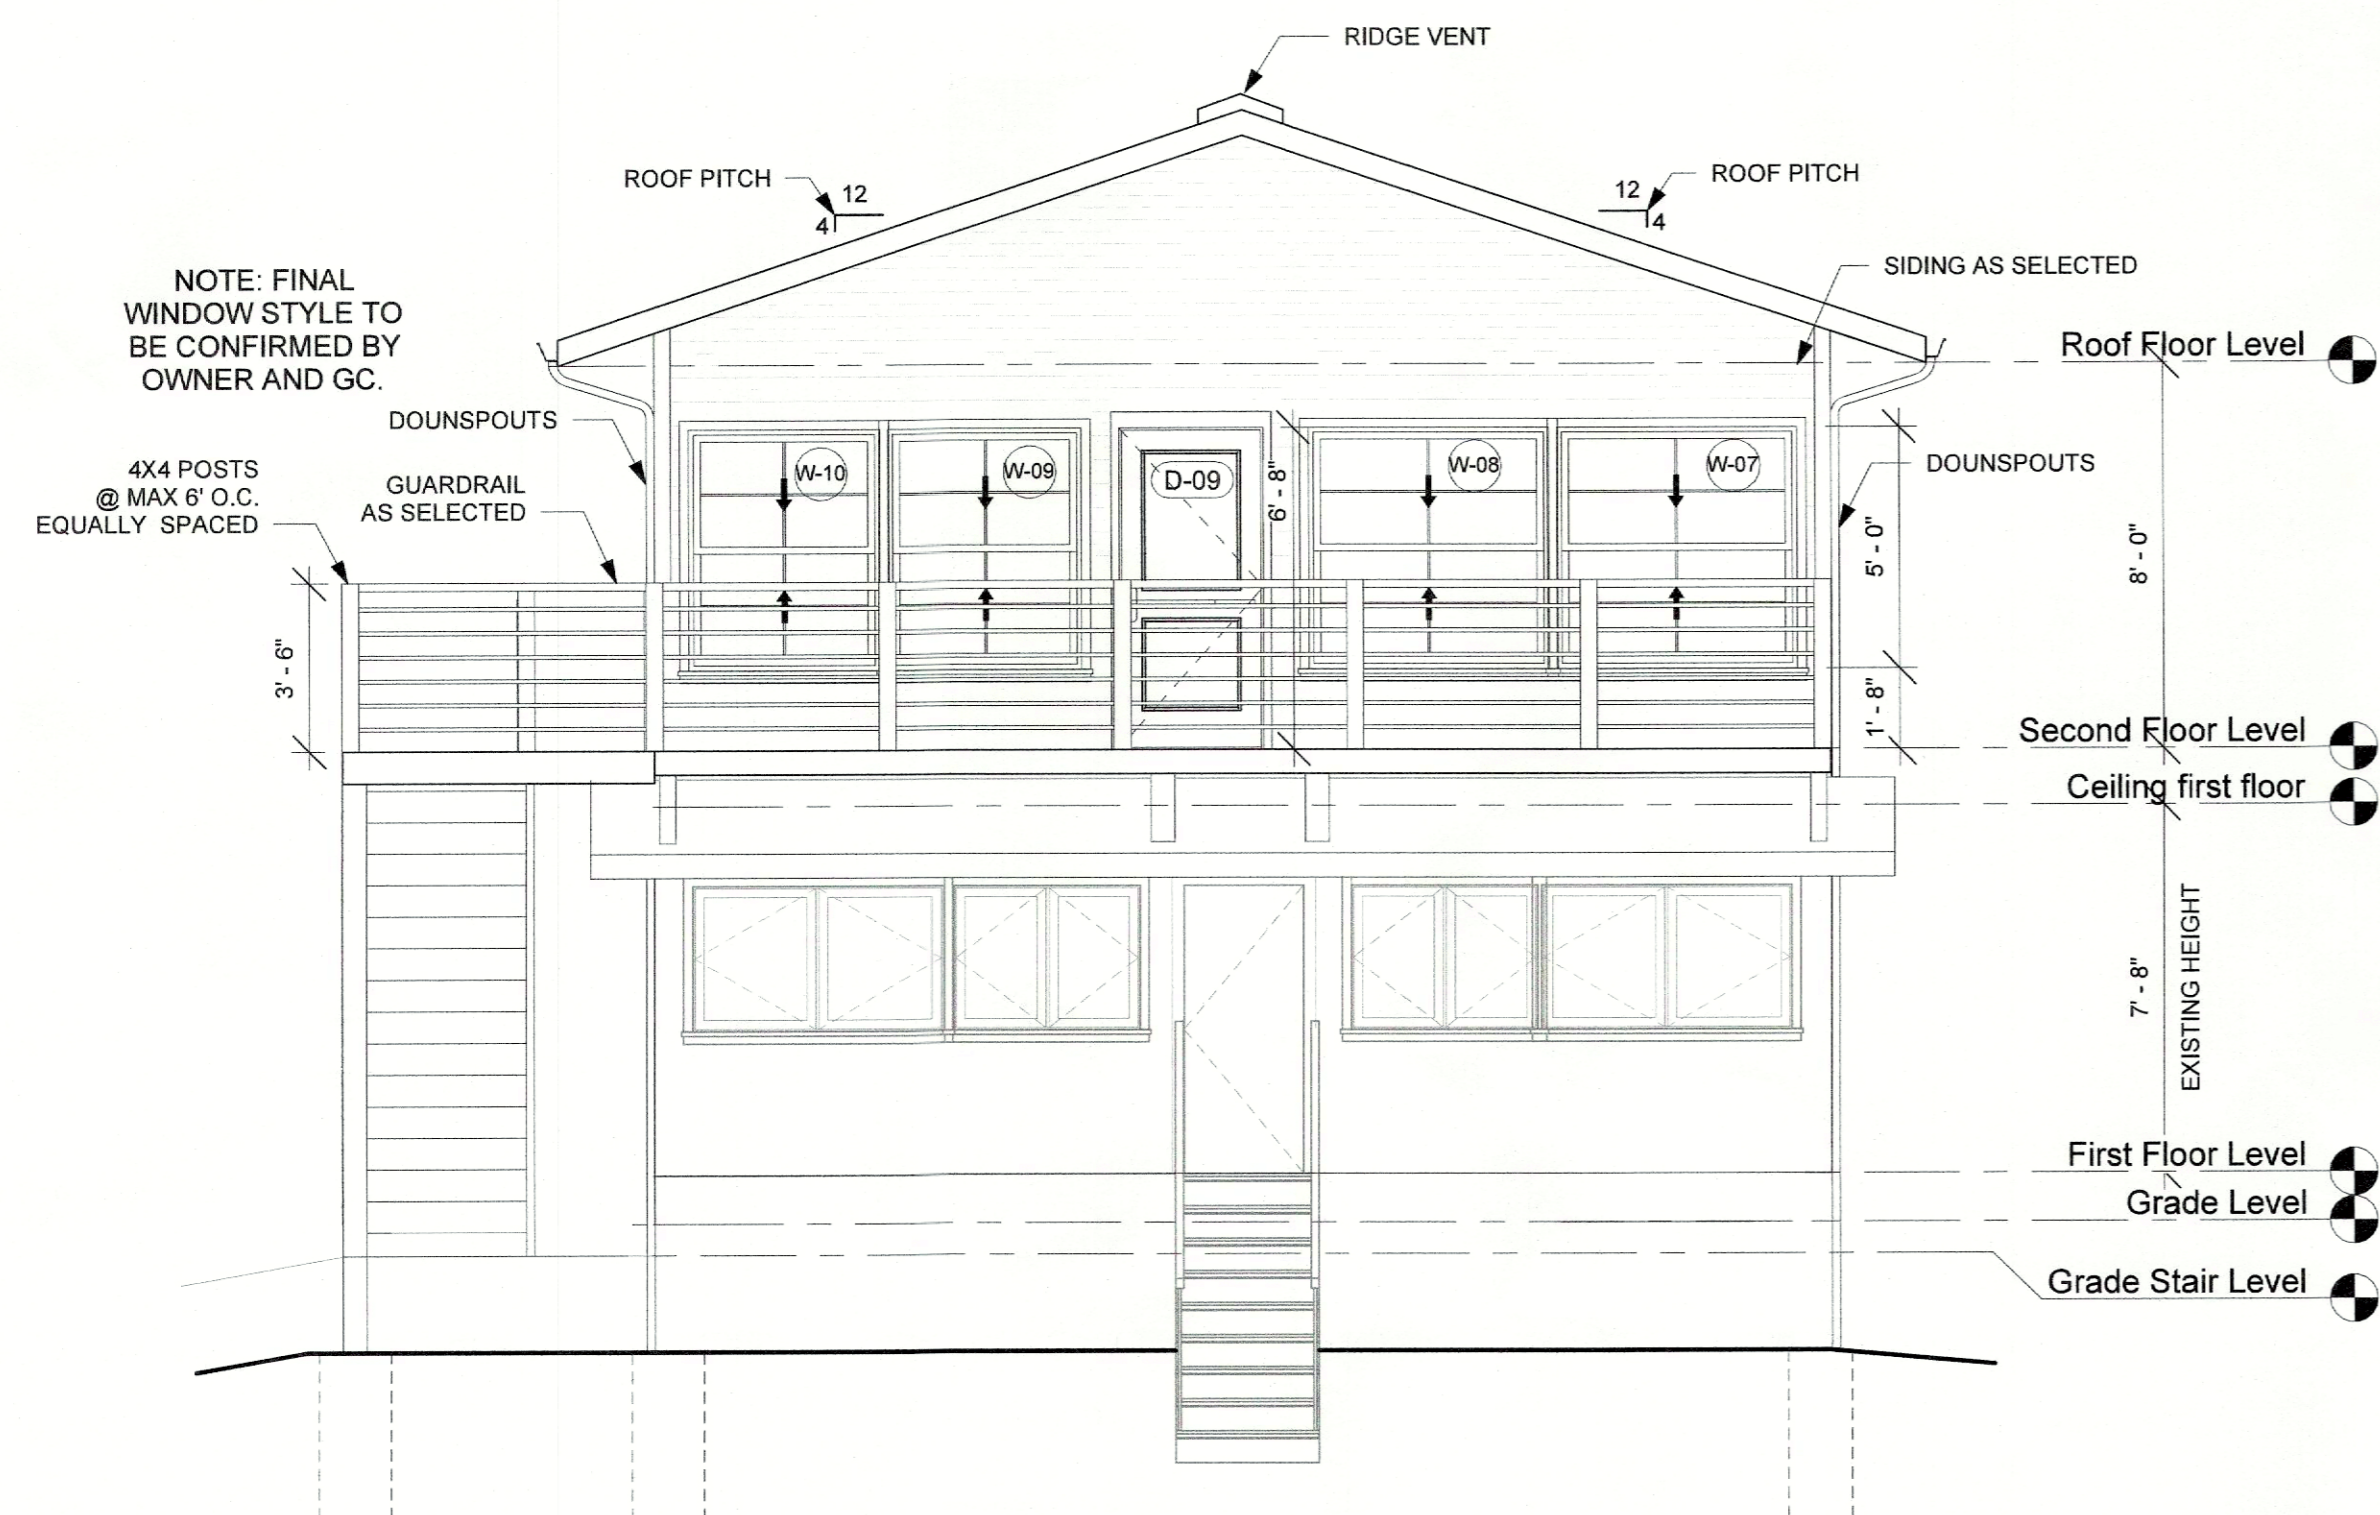 RIDGE VENT
ROOF PITCH
12
4
12
4
ROOF PITCH
SIDING AS SELECTED
NOTE: FINAL
WINDOW STYLE TO
BE CONFIRMED BY
OWNER AND GC.
Roof Floor Level
DOUNSPOUTS
4X4 POSTS
@ MAX 6' O.C.
EQUALLY SPACED
GUARDRAIL
AS SELECTED
W-10
W-09
D-09
6' - 8"
W-08
W-07
DOUNSPOUTS
5' - 0"
8' - 0"
3' - 6"
1' - 8"
Second Floor Level
Ceiling first floor
7' - 8"
EXISTING HEIGHT
First Floor Level
Grade Level
Grade Stair Level